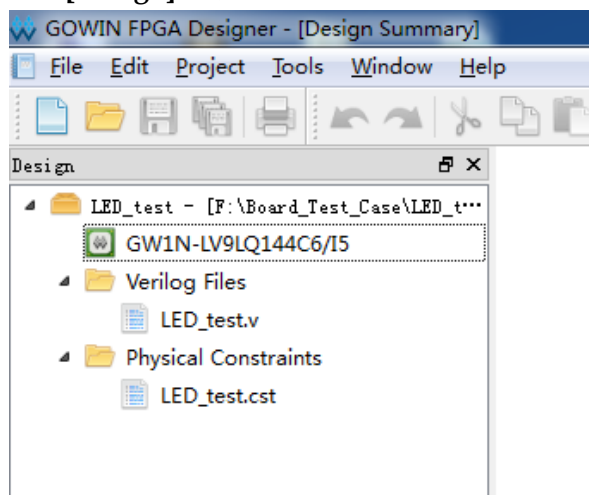 GOWIN FPGA Designer - [Design Summary]
File Edit Project Tools Window Help
Design
LED_test - [F:\Board_Test_Case\LED_t...
GW1N-LV9LQ144C6/I5
Verilog Files
LED_test.v
Physical Constraints
LED_test.cst